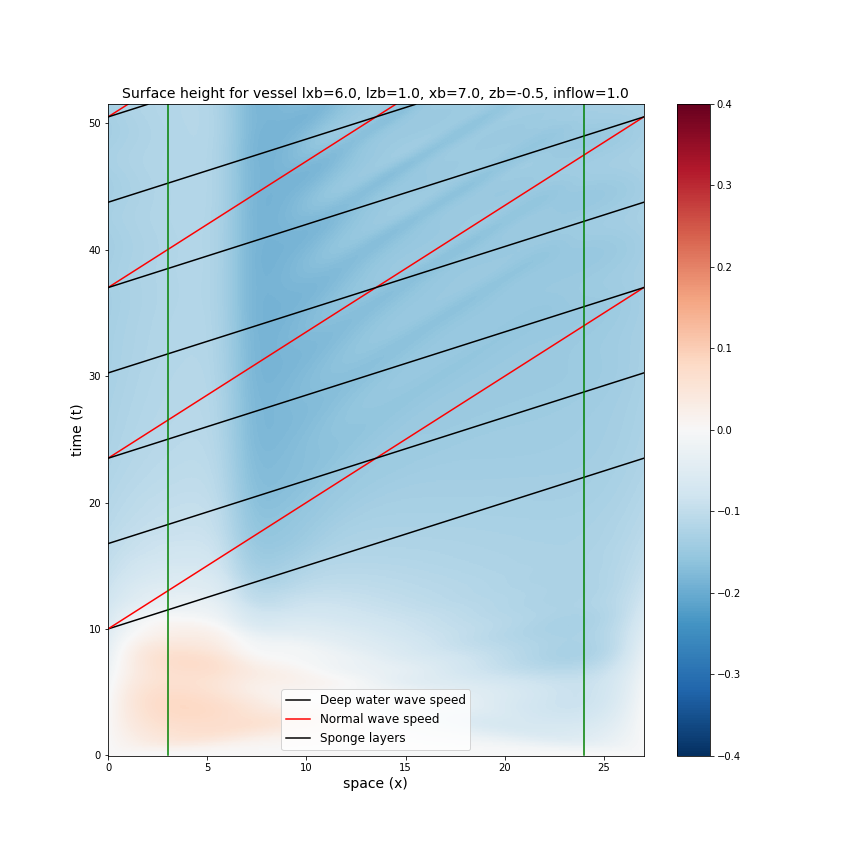 Surface height for vessel lxb=6.0, lzb=1.0, xb=7.0, zb=-0.5, inflow=1.0
time (t)
50
40
30
20
10
0
Deep water wave speed
Normal wave speed
Sponge layers
0 5 10 15 20 25
space (x)
0.4
0.3
0.2
0.1
0.0
−0.1
−0.2
−0.3
−0.4